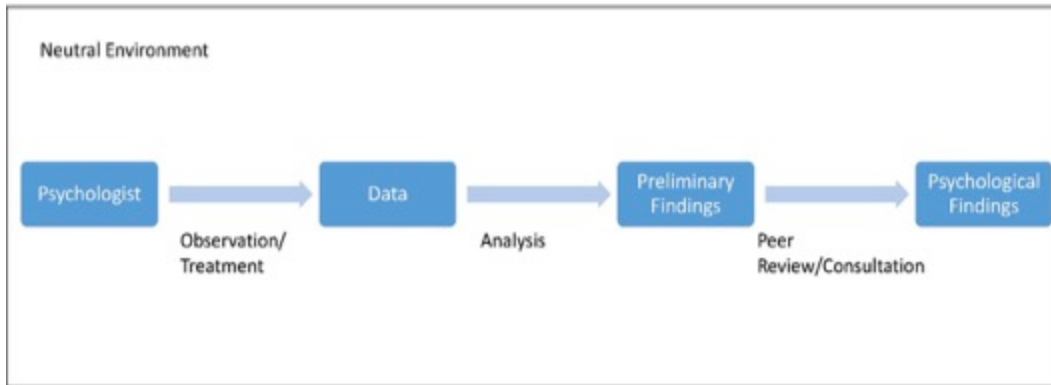 Neutral Environment
Psychologist
Observation/
Treatment
Data
Analysis
Preliminary
Findings
Peer
Review/Consultation
Psychological
Findings